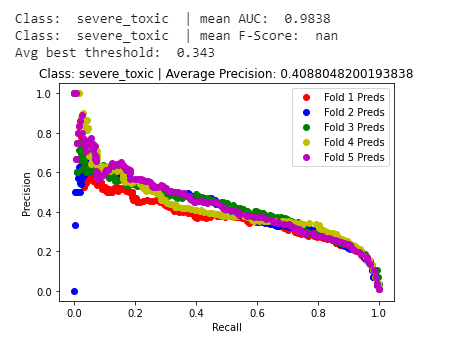 Class:  severe_toxic  | mean AUC:  0.9838
Class:  severe_toxic  | mean F-Score:  nan
Avg best threshold:  0.343
Class: severe_toxic | Average Precision: 0.4088048200193838
1.0
0.8
0.6
0.4
0.2
0.0
Precision
Fold 1 Preds
Fold 2 Preds
Fold 3 Preds
Fold 4 Preds
Fold 5 Preds
0.0 0.2 0.4 0.6 0.8 1.0
Recall